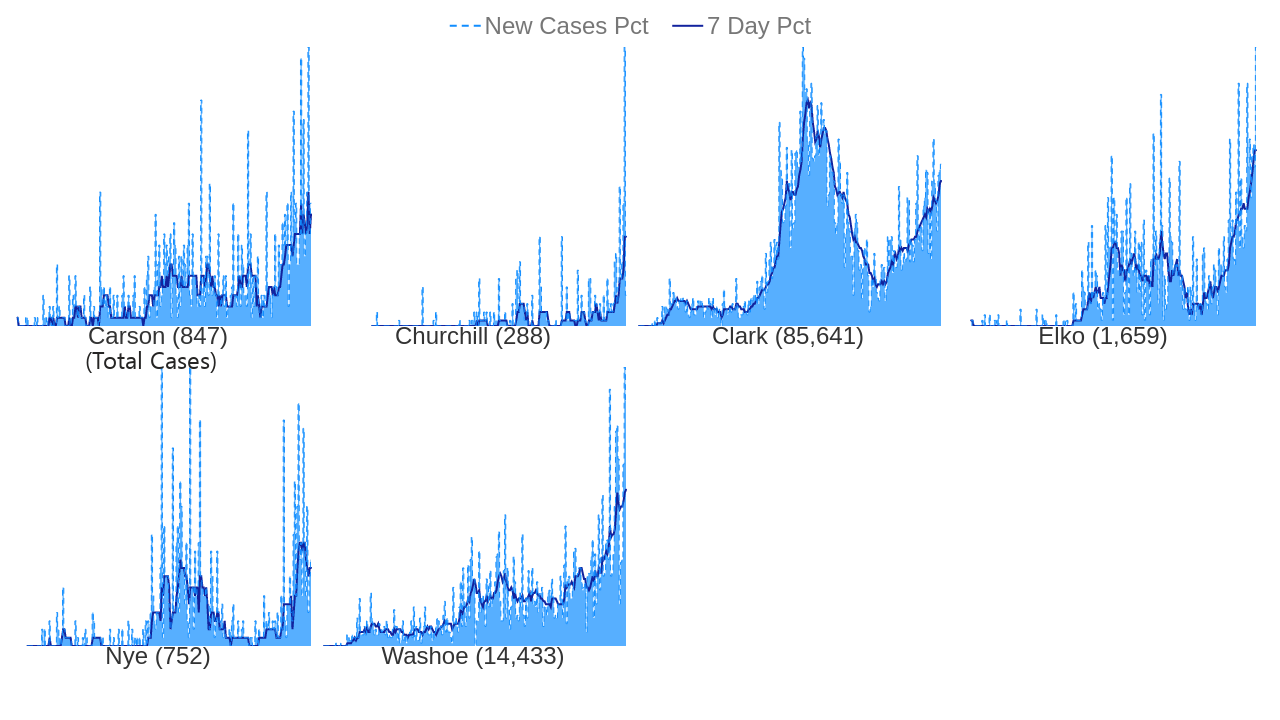 New Cases Pct 7 Day Pct
Carson (847)
(Total Cases)
Churchill (288)
Clark (85,641)
Elko (1,659)
Nye (752)
Washoe (14,433)